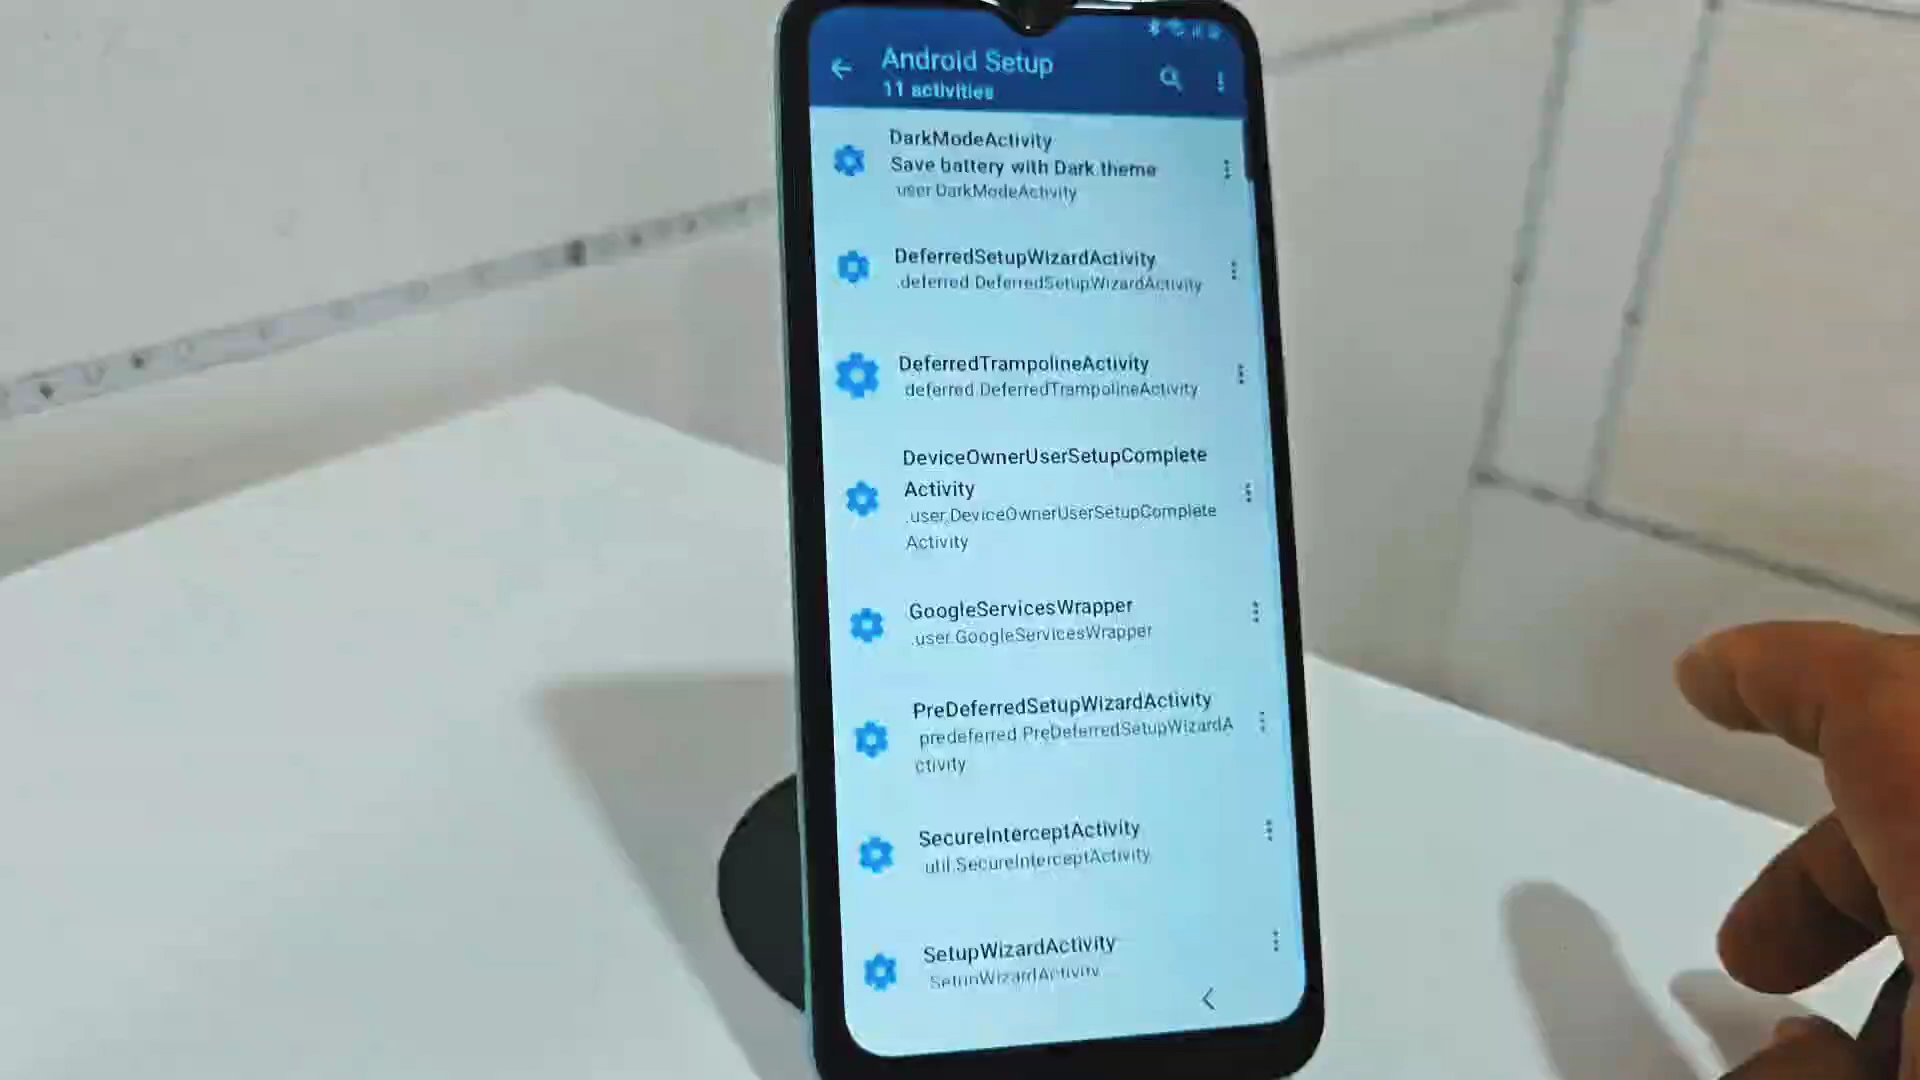 Android Setup
11 activities
DarkModeActivity
Save battery with Dark theme
.user.DarkModeActivity
DeferredSetupWizardActivity
.deferred.DeferredSetupWizardActivity
DeferredTrampolineActivity
.deferred.DeferredTrampolineActivity
DeviceOwnerUserSetupComplete
Activity
.user.DeviceOwnerUserSetupComplete
Activity
GoogleServicesWrapper
.user.GoogleServicesWrapper
PreDeferredSetupWizardActivity
.predeferred.PreDeferredSetupWizardA
ctivity
SecureInterceptActivity
.util.SecureInterceptActivity
SetupWizardActivity
.SetupWizardActivity